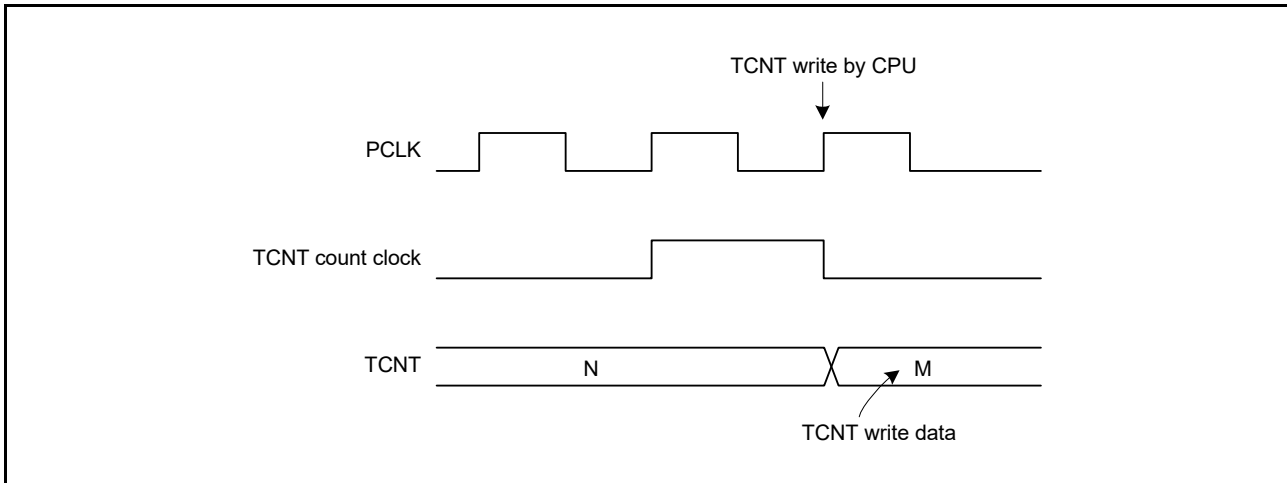 TCNT write by CPU
PCLK
TCNT count clock
TCNT
N
M
TCNT write data